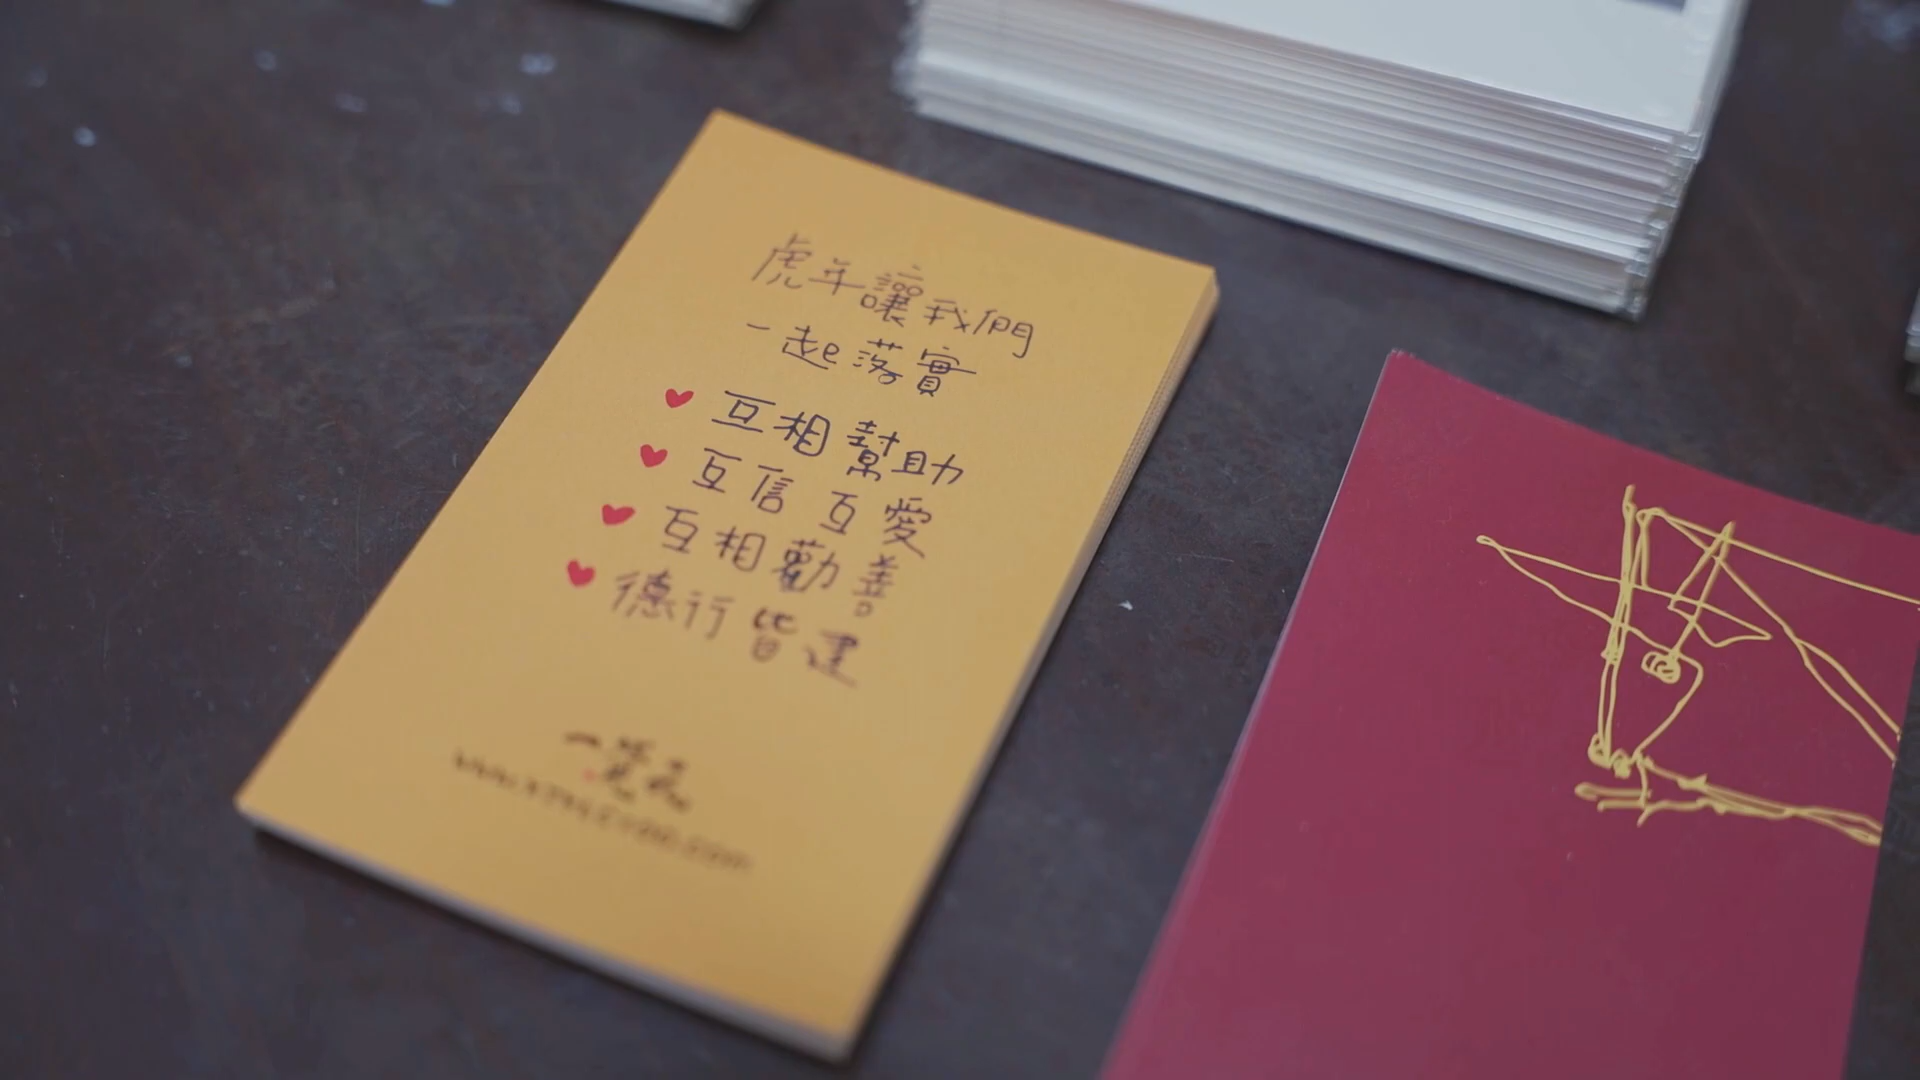 虎年讓我們
一起落實
互相幫助
互信 互愛
互相勸善
德行皆建